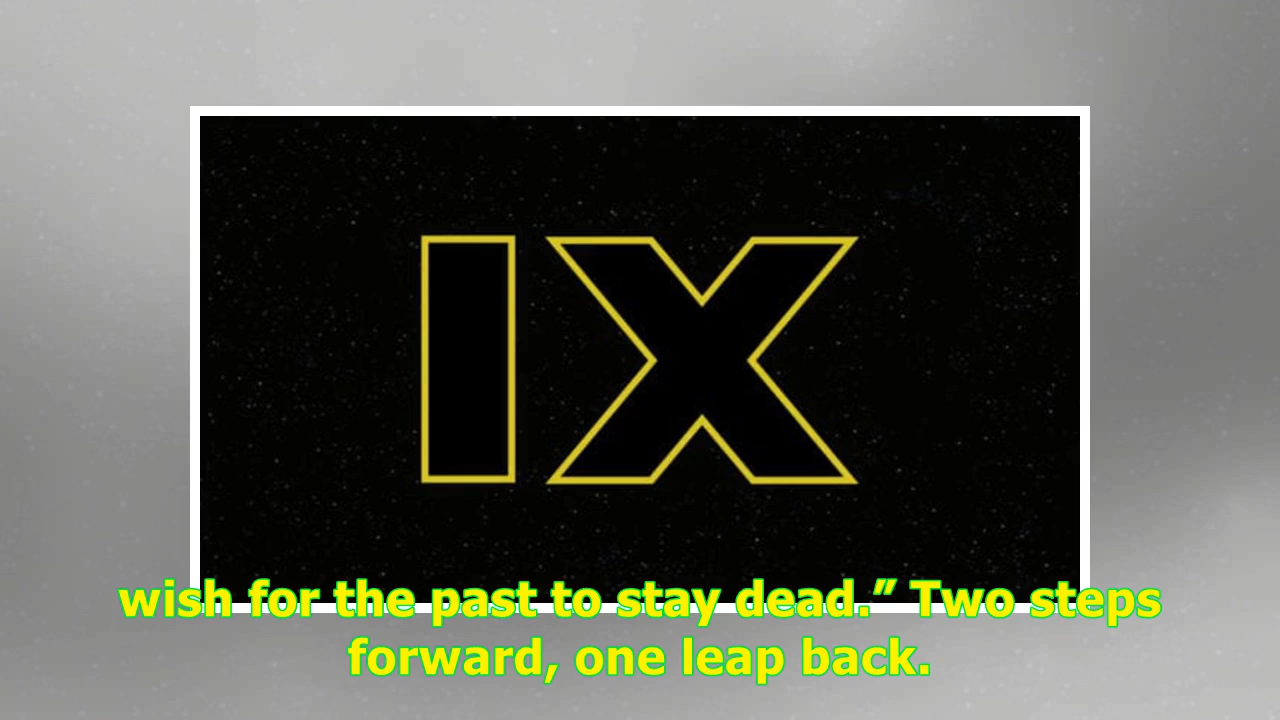 IX
wish for the past to stay dead.” Two steps
forward, one leap back.